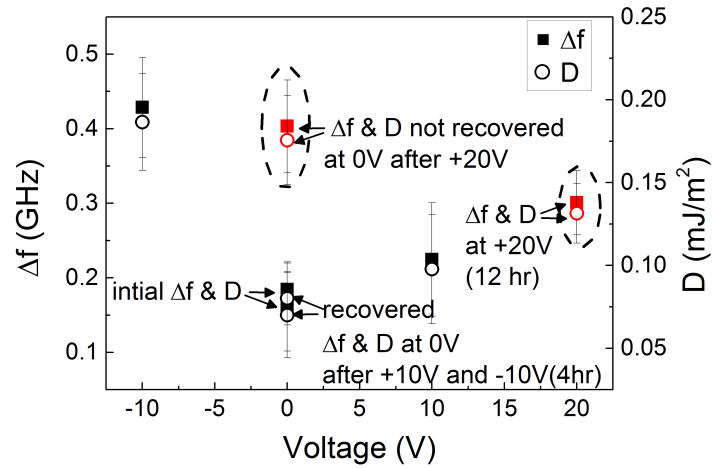 0.5
0.4
0.3
0.2
0.1
Δf (GHz)
0.25
0.20
0.15
0.10
0.05
D (mJ/m²)
Δf
D
Δf & D not recovered
at 0V after +20V
Δf & D
at +20V
(12 hr)
intial Δf & D
recovered
Δf & D at 0V
after +10V and -10V(4hr)
-10 -5 0 5 10 15 20
Voltage (V)